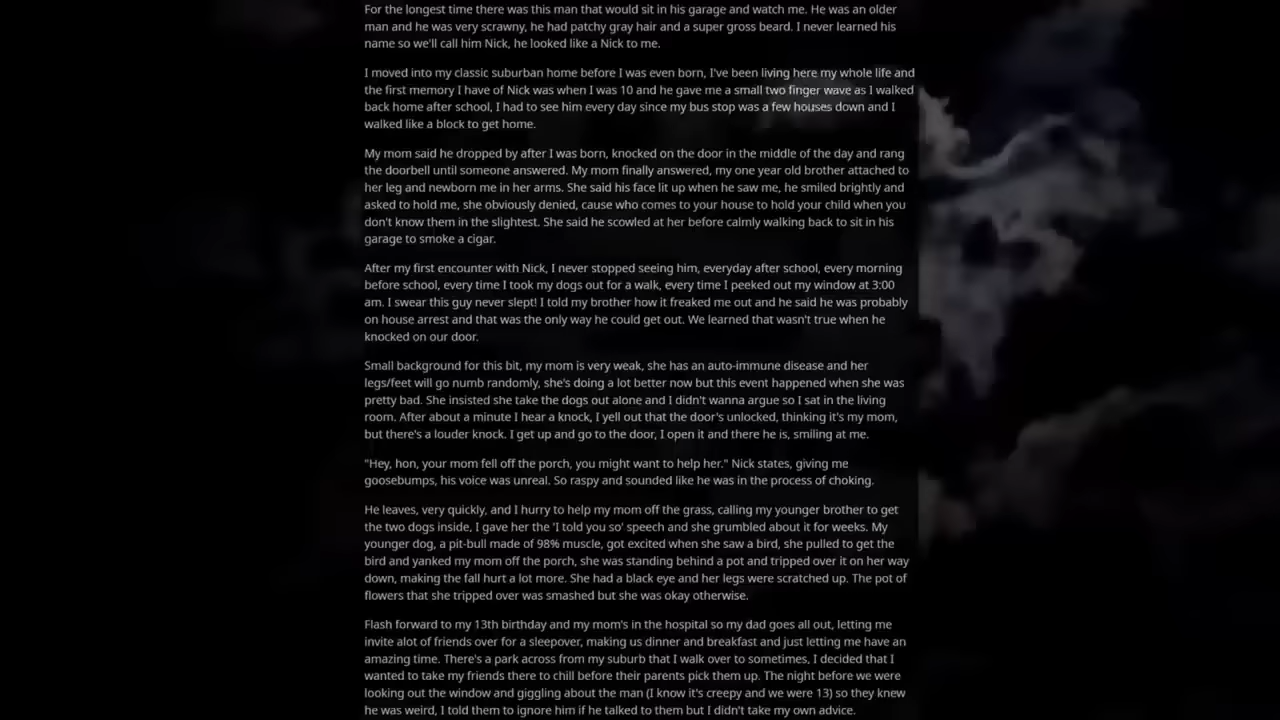 For the longest time there was this man that would sit in his garage and watch me. He was an older
man and he was very scrawny, he had patchy gray hair and a super gross beard. I never learned his
name so we'll call him Nick, he looked like a Nick to me.
I moved into my classic suburban home before I was even born, I've been living here my whole life and
the first memory I have of Nick was when I was 10 and he gave me a small two finger wave as I walked
back home after school, I had to see him every day since my bus stop was a few houses down and I
walked like a block to get home.
My mom said he dropped by after I was born, knocked on the door in the middle of the day and rang
the doorbell until someone answered. My mom finally answered, my one year old brother attached to
her leg and newborn me in her arms. She said his face lit up when he saw me, he smiled brightly and
asked to hold me, she obviously denied, cause who comes to your house to hold your child when you
don't know them in the slightest. She said he scowled at her before calmly walking back to sit in his
garage to smoke a cigar.
After my first encounter with Nick, I never stopped seeing him, everyday after school, every morning
before school, every time I took my dogs out for a walk, every time I peeked out my window at 3:00
am. I swear this guy never slept! I told my brother how it freaked me out and he said he was probably
on house arrest and that was the only way he could get out. We learned that wasn't true when he
knocked on our door.
Small background for this bit, my mom is very weak, she has an auto-immune disease and her
legs/feet will go numb randomly, she's doing a lot better now but this event happened when she was
pretty bad. She insisted she take the dogs out alone and I didn't wanna argue so I sat in the living
room. After about a minute I hear a knock, I yell out that the door's unlocked, thinking it's my mom,
but there's a louder knock. I get up and go to the door, I open it and there he is, smiling at me.
"Hey, hon, your mom fell off the porch, you might want to help her." Nick states, giving me
goosebumps, his voice was unreal. So raspy and sounded like he was in the process of choking.
He leaves, very quickly, and I hurry to help my mom off the grass, calling my younger brother to get
the two dogs inside, I gave her the 'I told you so' speech and she grumbled about it for weeks. My
younger dog, a pit-bull made of 98% muscle, got excited when she saw a bird, she pulled to get the
bird and yanked my mom off the porch, she was standing behind a pot and tripped over it on her way
down, making the fall hurt a lot more. She had a black eye and her legs were scratched up. The pot of
flowers that she tripped over was smashed but she was okay otherwise.
Flash forward to my 13th birthday and my mom's in the hospital so my dad goes all out, letting me
invite alot of friends over for a sleepover, making us dinner and breakfast and just letting me have an
amazing time. There's a park across from my suburb that I walk over to sometimes, I decided that I
wanted to take my friends there to chill before their parents pick them up. The night before we were
looking out the window and giggling about the man (I know it's creepy and we were 13) so they knew
he was weird, I told them to ignore him if he talked to them but I didn't take my own advice.